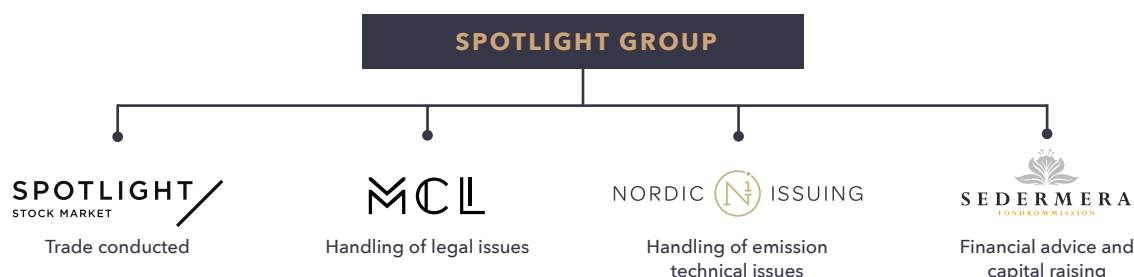 SPOTLIGHT GROUP
SPOTLIGHT
STOCK MARKET
Trade conducted
MCL
Handling of legal issues
NORDIC N1 ISSUING
Handling of emission
technical issues
SEDERMERA
FONDKOMMISSION
Financial advice and
capital raising